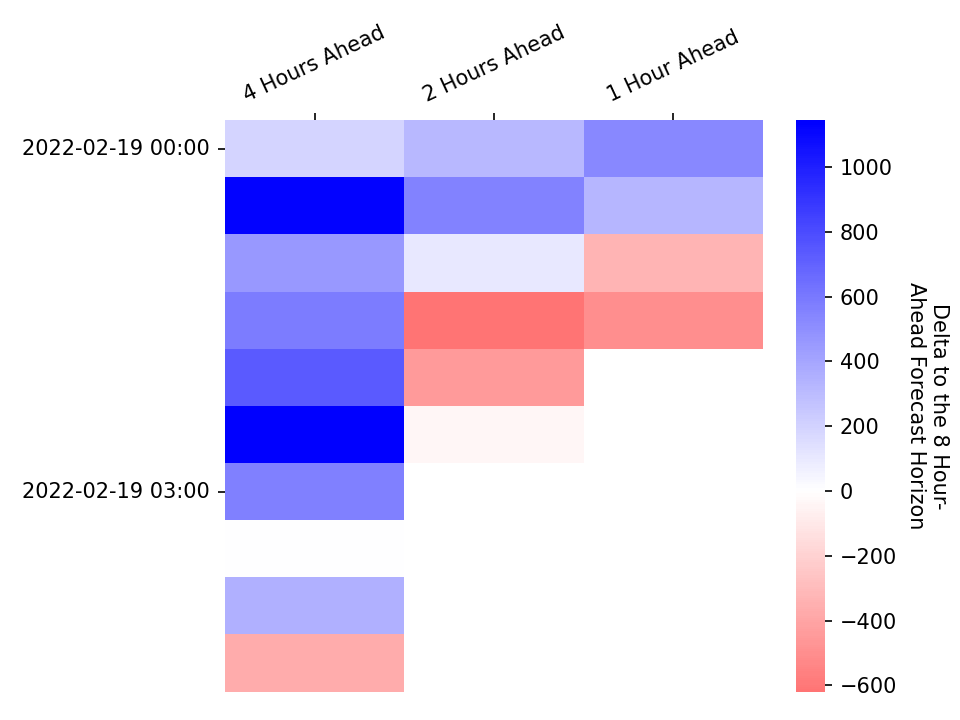 4 Hours Ahead
2 Hours Ahead
1 Hour Ahead
2022-02-19 00:00
2022-02-19 03:00
1000
800
600
400
200
0
−200
−400
−600
Delta to the 8 Hour-
Ahead Forecast Horizon